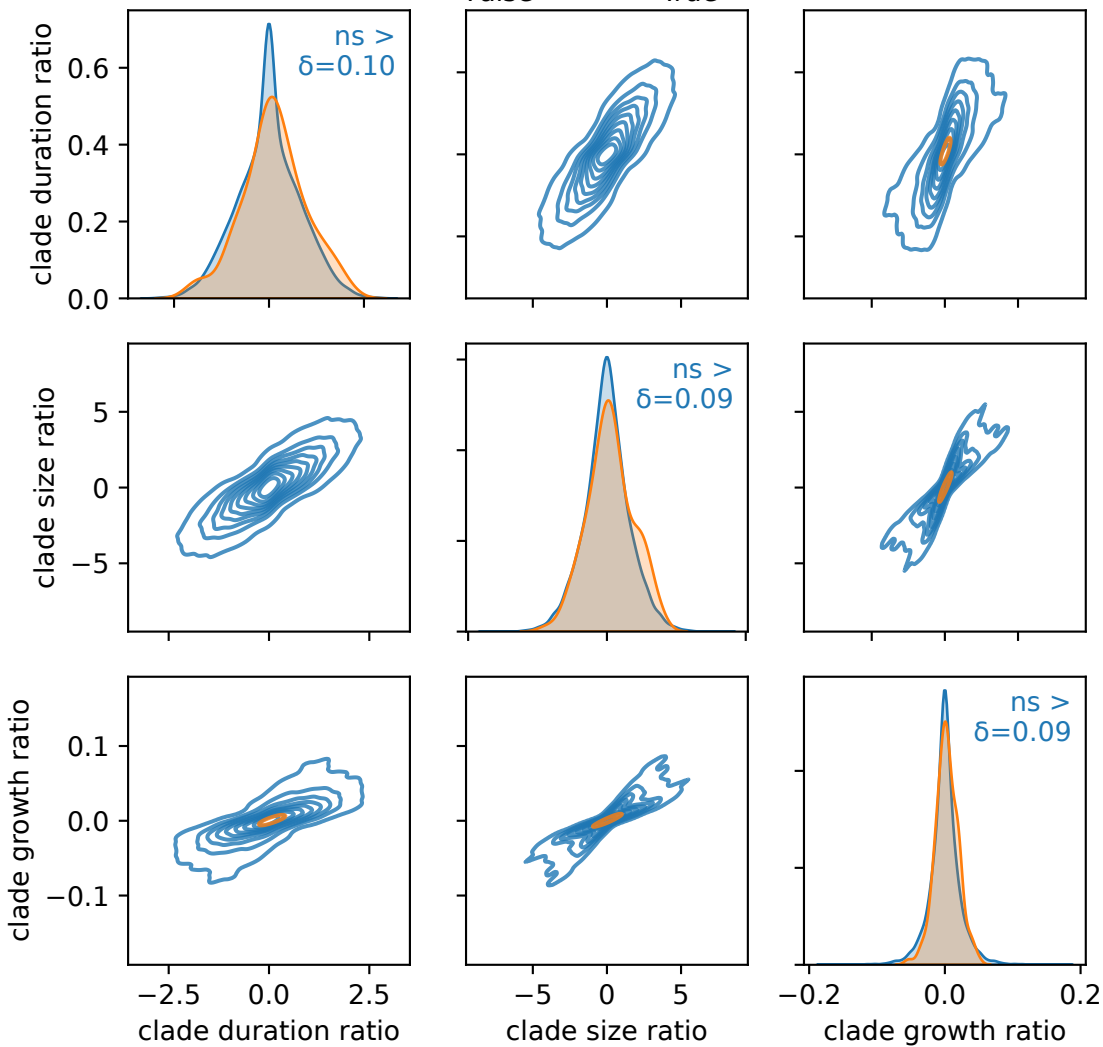 clade duration ratio
0.6
0.4
0.2
0.0
ns >
δ=0.10
clade size ratio
5
0
−5
ns >
δ=0.09
clade growth ratio
0.1
0.0
−0.1
ns >
δ=0.09
−2.5 0.0 2.5
−5 0 5
−0.2 0.0 0.2
clade duration ratio
clade size ratio
clade growth ratio